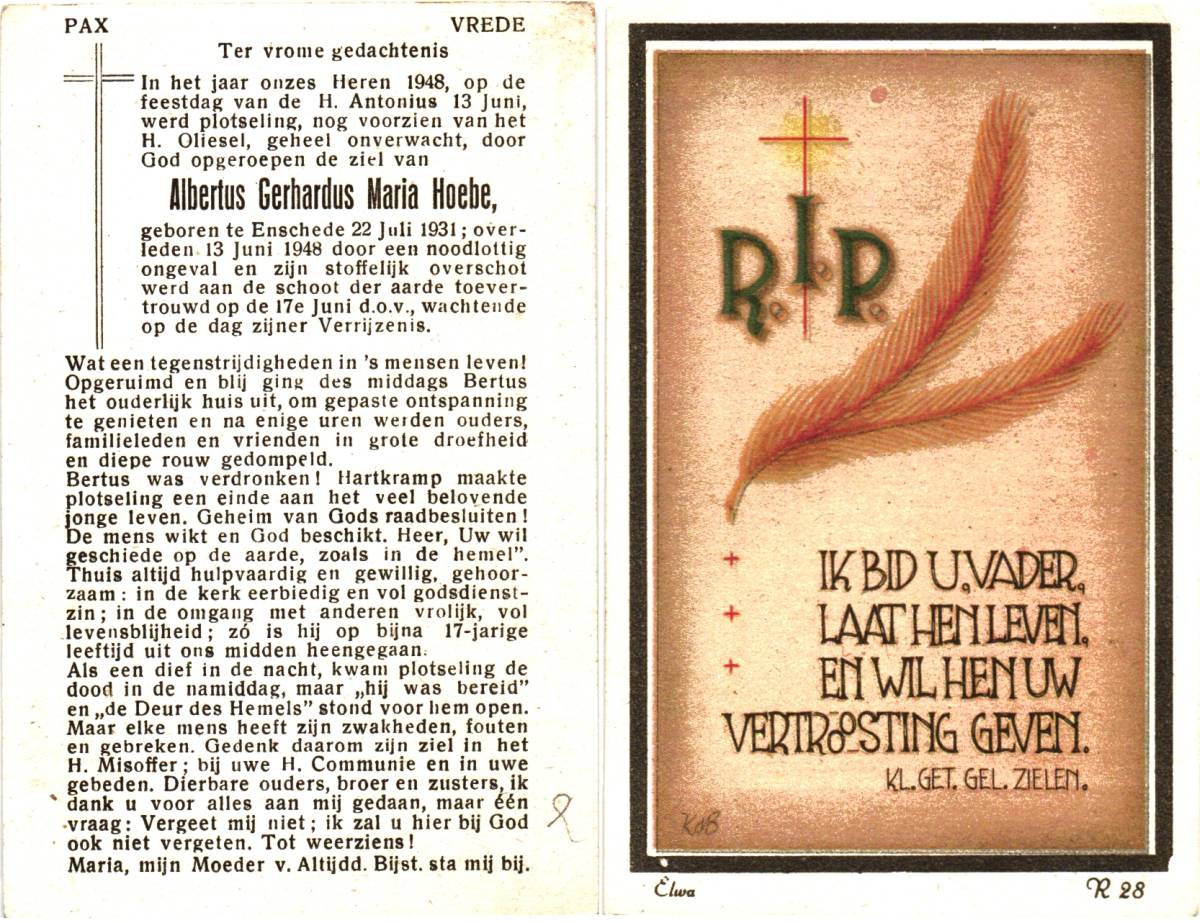 PAX VREDE
Ter vrome gedachtenis
In het jaar onzes Heren 1948, op de
feestdag van de H. Antonius 13 Juni,
werd plotseling, nog voorzien van het
H. Oliesel, geheel onverwacht, door
God opgeroepen de ziel van
Albertus Gerhardus Maria Hoebe,
geboren te Enschede 22 Juli 1931; over-
leden 13 Juni 1948 door een noodlottig
ongeval en zijn stoffelijk overschot
werd aan de schoot der aarde toever-
trouwd op de 17e Juni d.o.v., wachtende
op de dag zijner Verrijzenis.
Wat een tegenstrijdigheden in 's mensen leven!
Opgeruimd en blij ging des middags Bertus
het ouderlijk huis uit, om gepaste ontspanning
te genieten en na enige uren werden ouders,
familieleden en vrienden in grote droefheid
en diepe rouw gedompeld.
Bertus was verdronken! Hartkramp maakte
plotseling een einde aan het veel belovende
jonge leven. Geheim van Gods raadbesluiten!
De mens wikt en God beschikt. Heer, Uw wil
geschiede op de aarde, zoals in de hemel”.
Thuis altijd hulpvaardig en gewillig, gehoor-
zaam: in de kerk eerbiedig en vol godsdienst-
zin; in de omgang met anderen vrolijk, vol
levensblijheid; zó is hij op bijna 17-jarige
leeftijd uit ons midden heengegaan.
Als een dief in de nacht, kwam plotseling de
dood in de namiddag, maar „hij was bereid”
en „de Deur des Hemels” stond voor hem open.
Maar elke mens heeft zijn zwakheden, fouten
en gebreken. Gedenk daarom zijn ziel in het
H. Misoffer; bij uwe H. Communie en in uwe
gebeden. Dierbare ouders, broer en zusters, ik
dank u voor alles aan mij gedaan, maar één
vraag: Vergeet mij niet; ik zal u hier bij God
ook niet vergeten. Tot weerziens!
Maria, mijn Moeder v. Altijdd. Bijst. sta mij bij.
R.I.P.
IK BID U, VADER,
LAAT HEN LEVEN,
EN WIL HEN UW
VERTROOSTING GEVEN.
KL. GET. GEL. ZIELEN.
Elwa R 28